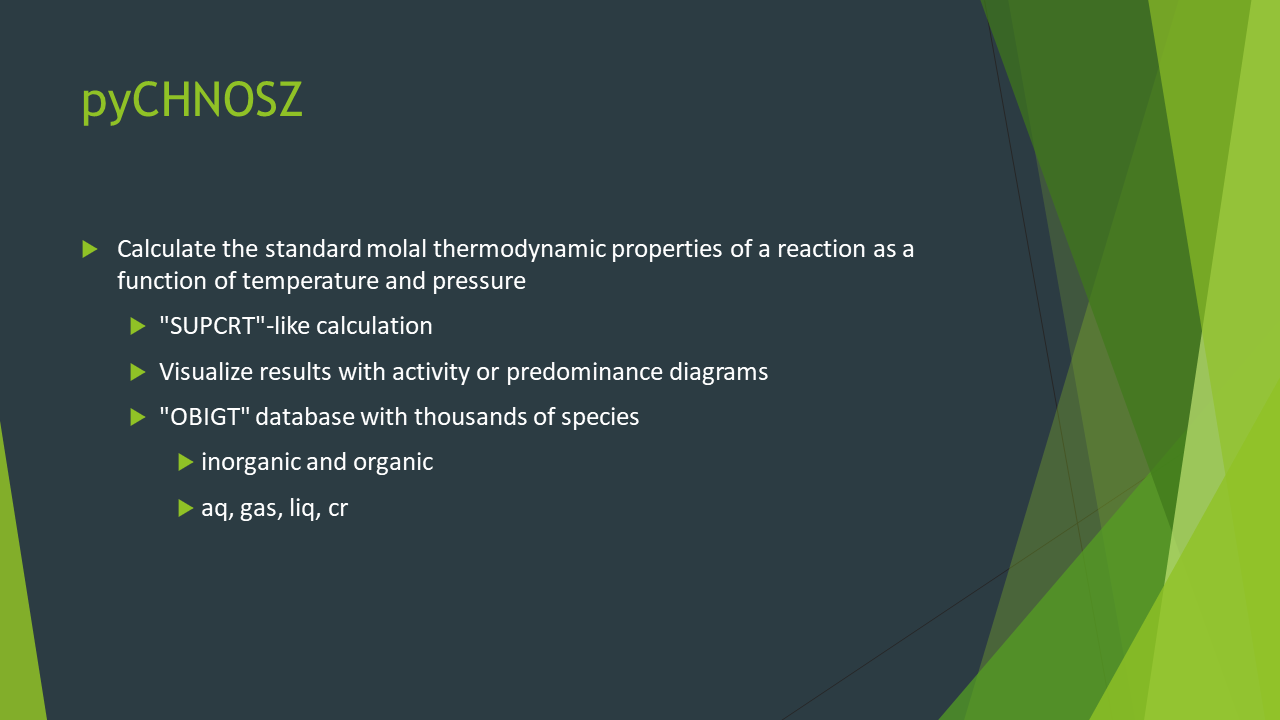 pyCHNOSZ
Calculate the standard molal thermodynamic properties of a reaction as a
function of temperature and pressure
"SUPCRT"-like calculation
Visualize results with activity or predominance diagrams
"OBIGT" database with thousands of species
inorganic and organic
aq, gas, liq, cr